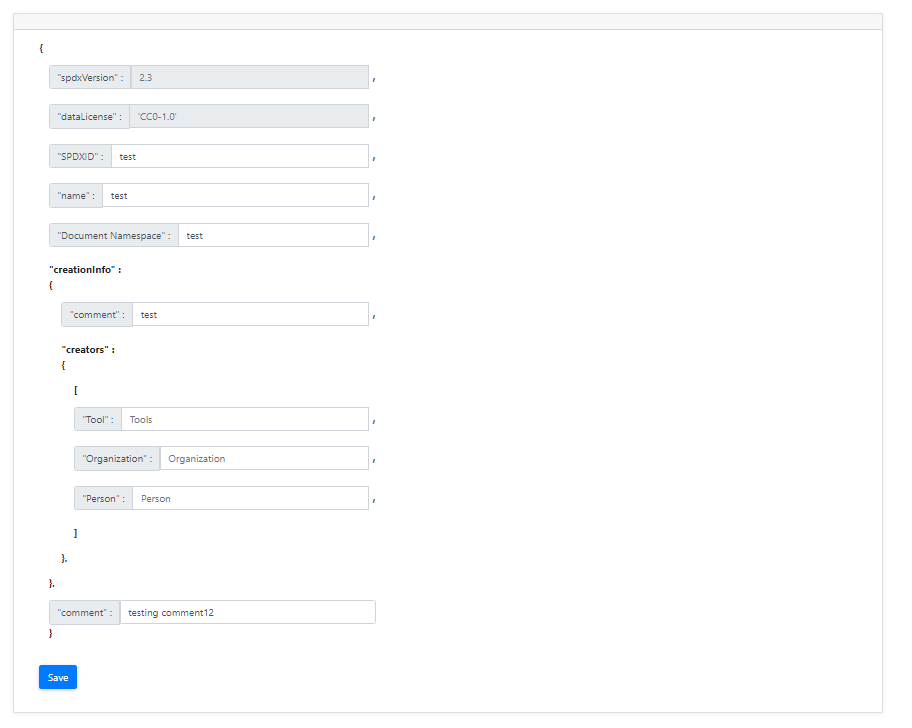 {
"spdxVersion" : 2.3 ,
"dataLicense" : 'CC0-1.0' ,
"SPDXID" : test ,
"name" : test ,
"Document Namespace" : test ,
"creationInfo" :
{
"comment" : test ,
"creators" :
{
[
"Tool" : Tools ,
"Organization" : Organization ,
"Person" : Person ,
]
},
},
"comment" : testing comment12
}
Save